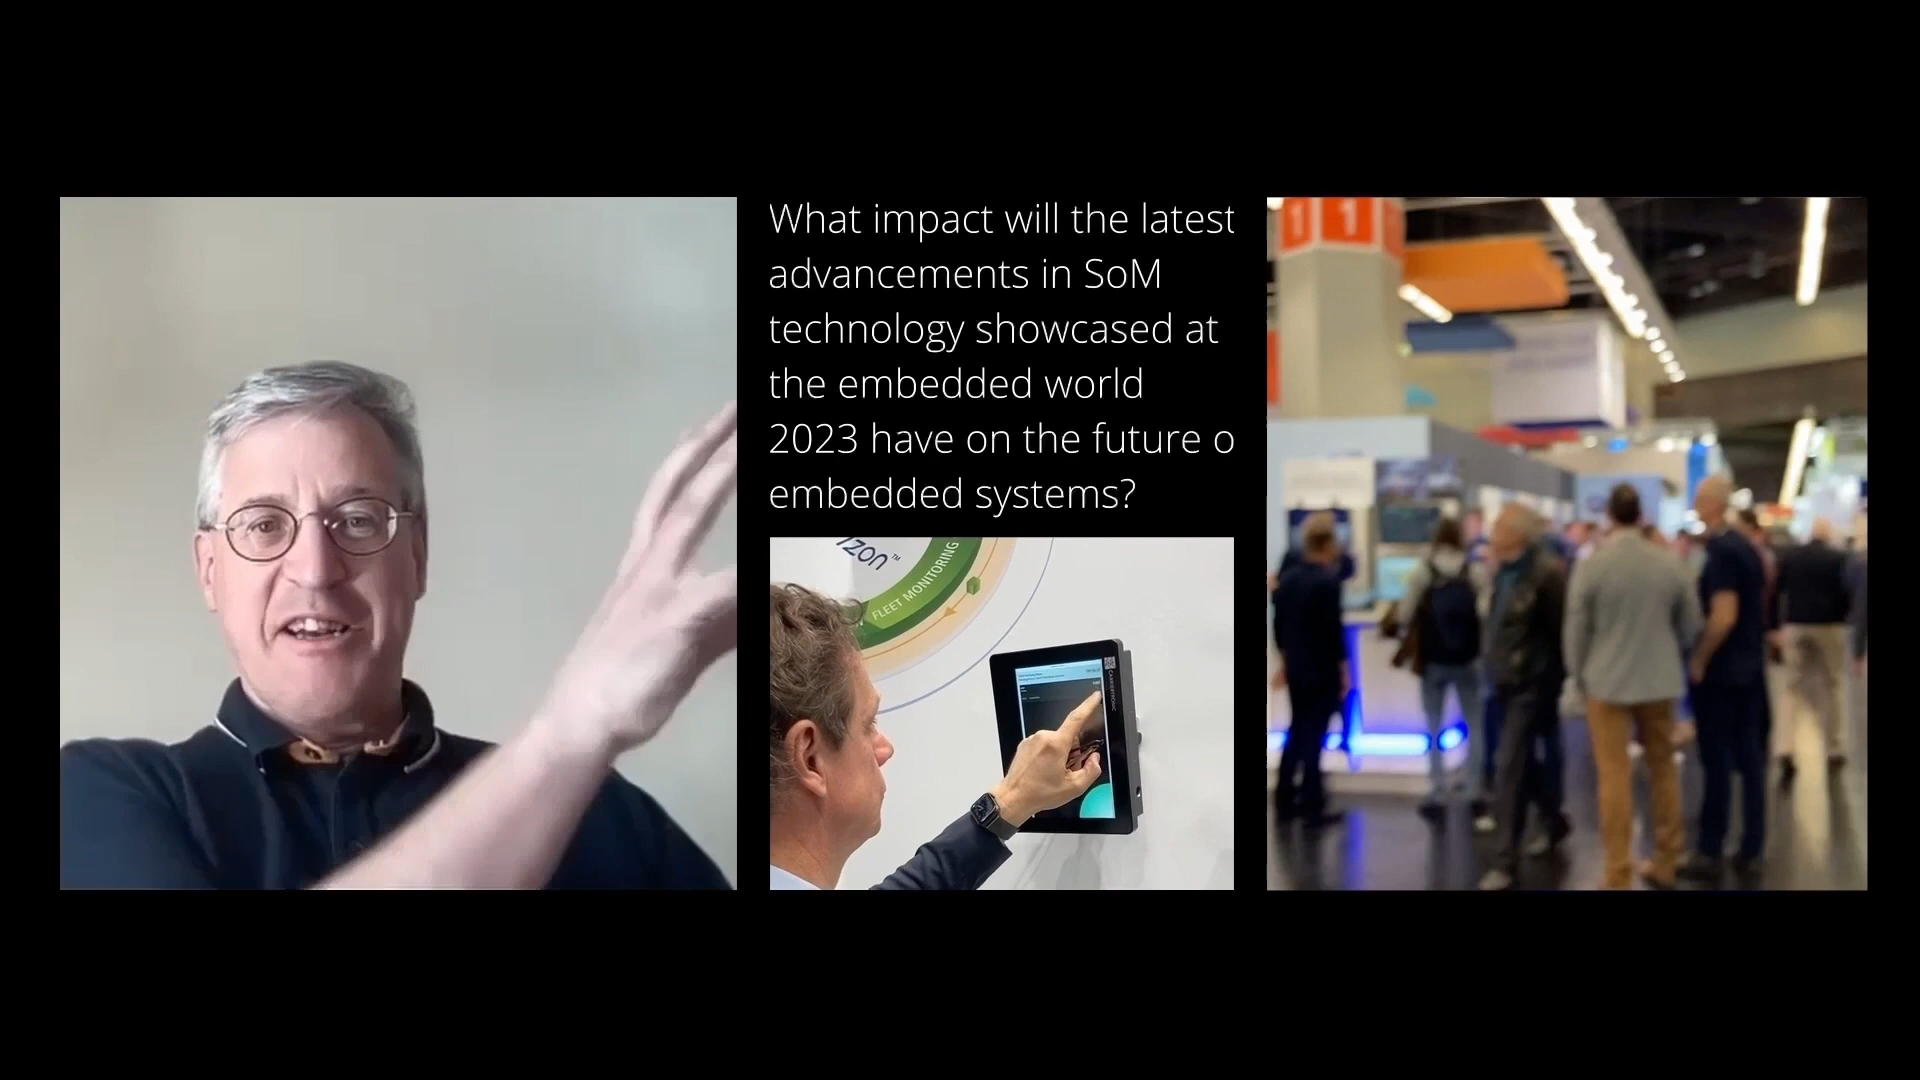 What impact will the latest
advancements in SoM
technology showcased at
the embedded world
2023 have on the future o
embedded systems?
izon™
FLEET MONITORING
1 1